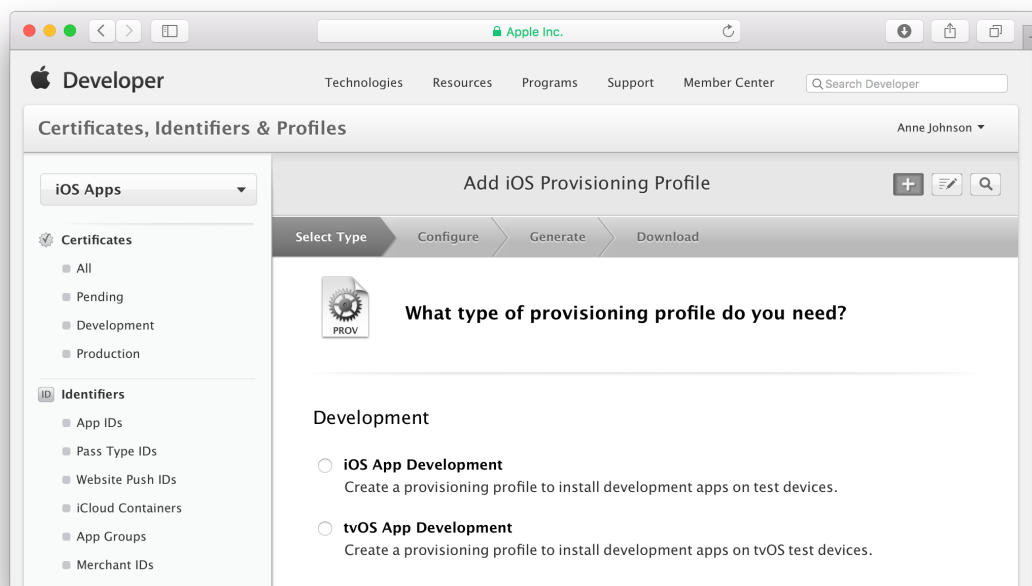 Apple Inc.
Developer
Technologies
Resources
Programs
Support
Member Center
Search Developer
Certificates, Identifiers & Profiles
Anne Johnson
iOS Apps
Add iOS Provisioning Profile
Certificates
All
Pending
Development
Production
ID
Identifiers
App IDs
Pass Type IDs
Website Push IDs
iCloud Containers
App Groups
Merchant IDs
Select Type
Configure
Generate
Download
PROV
What type of provisioning profile do you need?
Development
iOS App Development
Create a provisioning profile to install development apps on test devices.
tvOS App Development
Create a provisioning profile to install development apps on tvOS test devices.